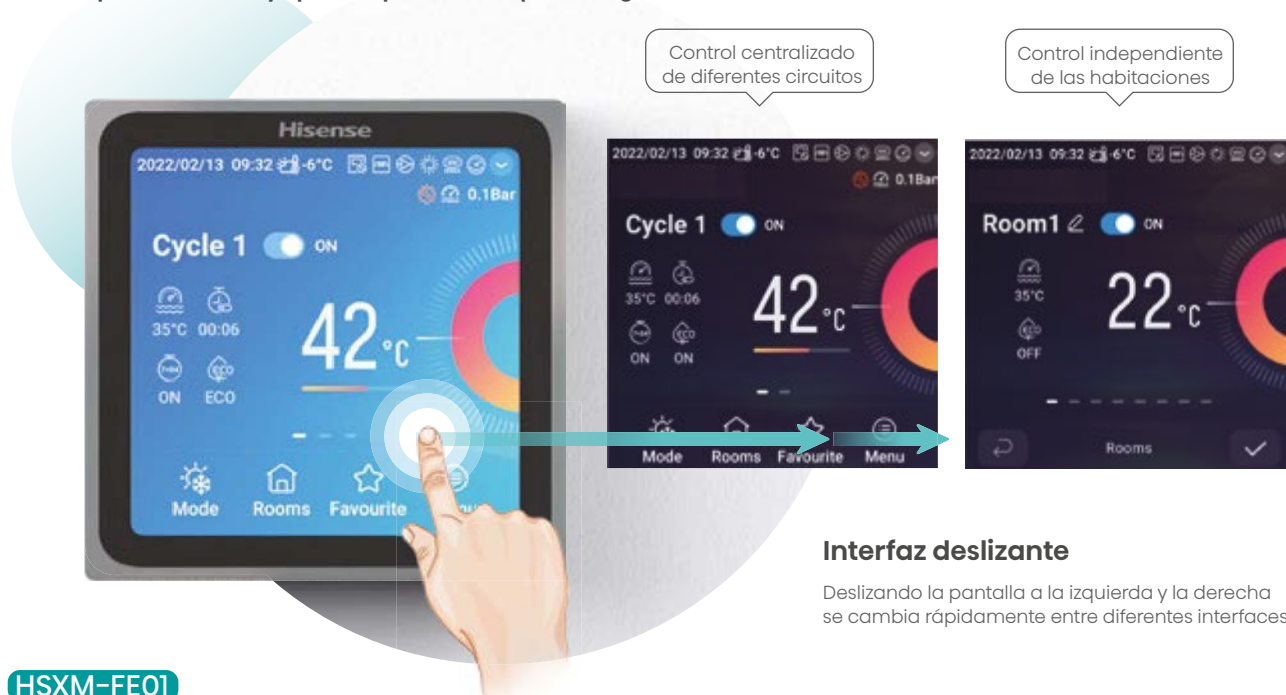 Control centralizado
de diferentes circuitos
Control independiente
de las habitaciones
Hisense
2022/02/13 09:32 -6°C
0.1Bar
Cycle 1 ON
35°C 00:06
42°C
ON ECO
Mode Rooms Favourite
2022/02/13 09:32 -6°C
0.1Bar
Cycle 1 ON
35°C 00:06
42°C
ON ON
Mode Rooms Favourite Menu
2022/02/13 09:32 -6°C
Room1 ON
35°C
22°C
OFF
Rooms
Interfaz deslizante
Deslizando la pantalla a la izquierda y la derecha
se cambia rápidamente entre diferentes interfaces
HSXM-FE01